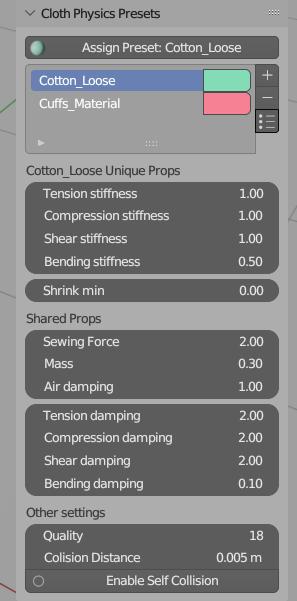 Cloth Physics Presets
Assign Preset: Cotton_Loose
Cotton_Loose
Cuffs_Material
Cotton_Loose Unique Props
Tension stiffness 1.00
Compression stiffness 1.00
Shear stiffness 1.00
Bending stiffness 0.50
Shrink min 0.00
Shared Props
Sewing Force 2.00
Mass 0.30
Air damping 1.00
Tension damping 2.00
Compression damping 2.00
Shear damping 2.00
Bending damping 0.10
Other settings
Quality 18
Colision Distance 0.005 m
Enable Self Collision